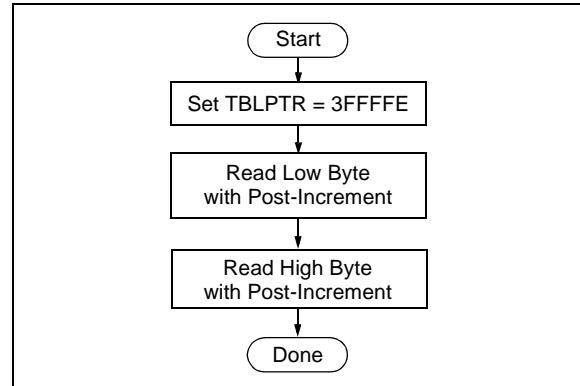 Start
Set TBLPTR = 3FFFFE
Read Low Byte
with Post-Increment
Read High Byte
with Post-Increment
Done